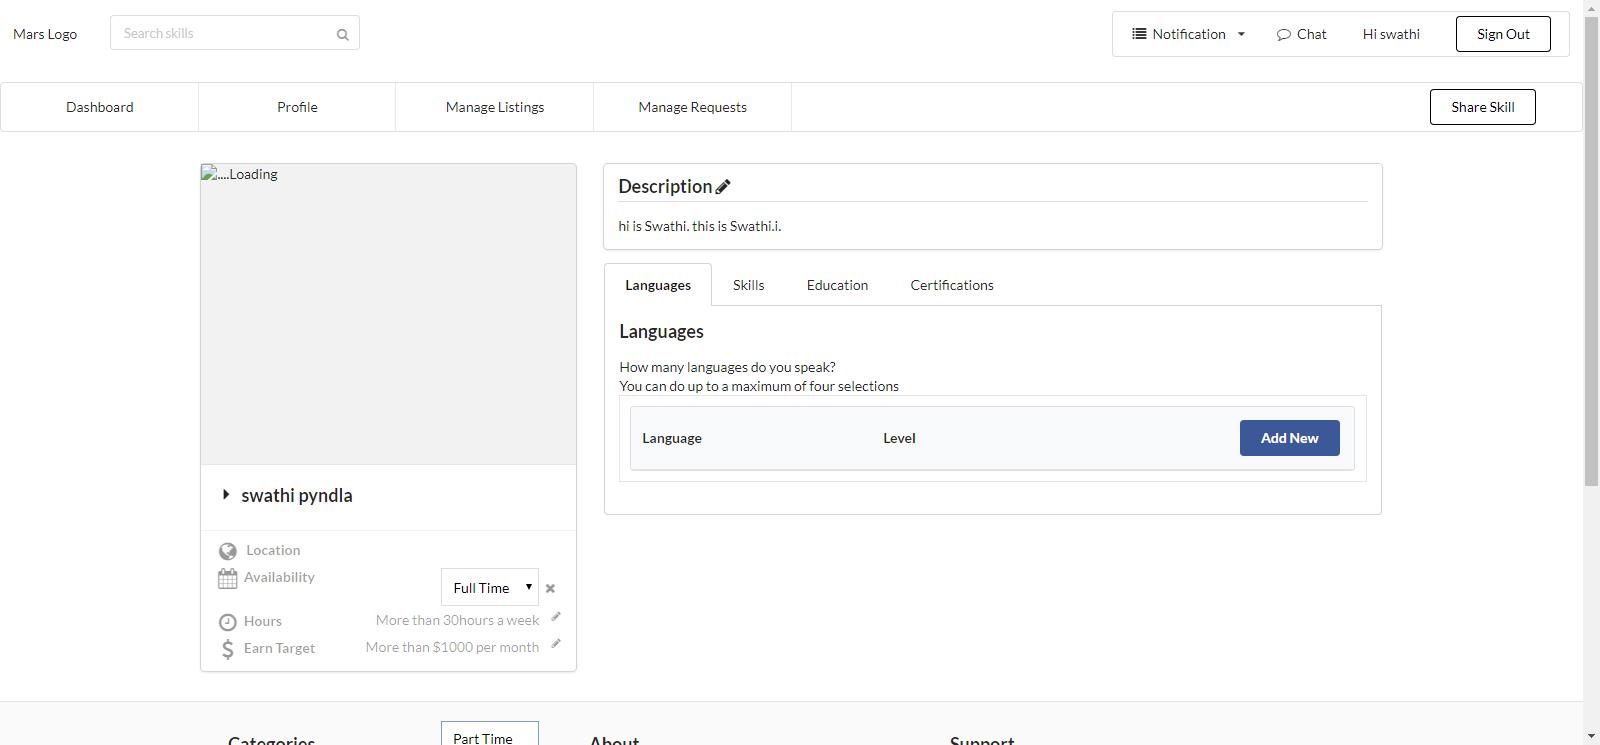 Mars Logo
Search skills
Notification
Chat
Hi swathi
Sign Out
Dashboard
Profile
Manage Listings
Manage Requests
Share Skill
....Loading
swathi pyndla
Location
Availability
Full Time
Hours
More than 30hours a week
Earn Target
More than $1000 per month
Description
hi is Swathi. this is Swathi.i.
Languages
Skills
Education
Certifications
Languages
How many languages do you speak?
You can do up to a maximum of four selections
Language
Level
Add New
Categories
Part Time
About
Support